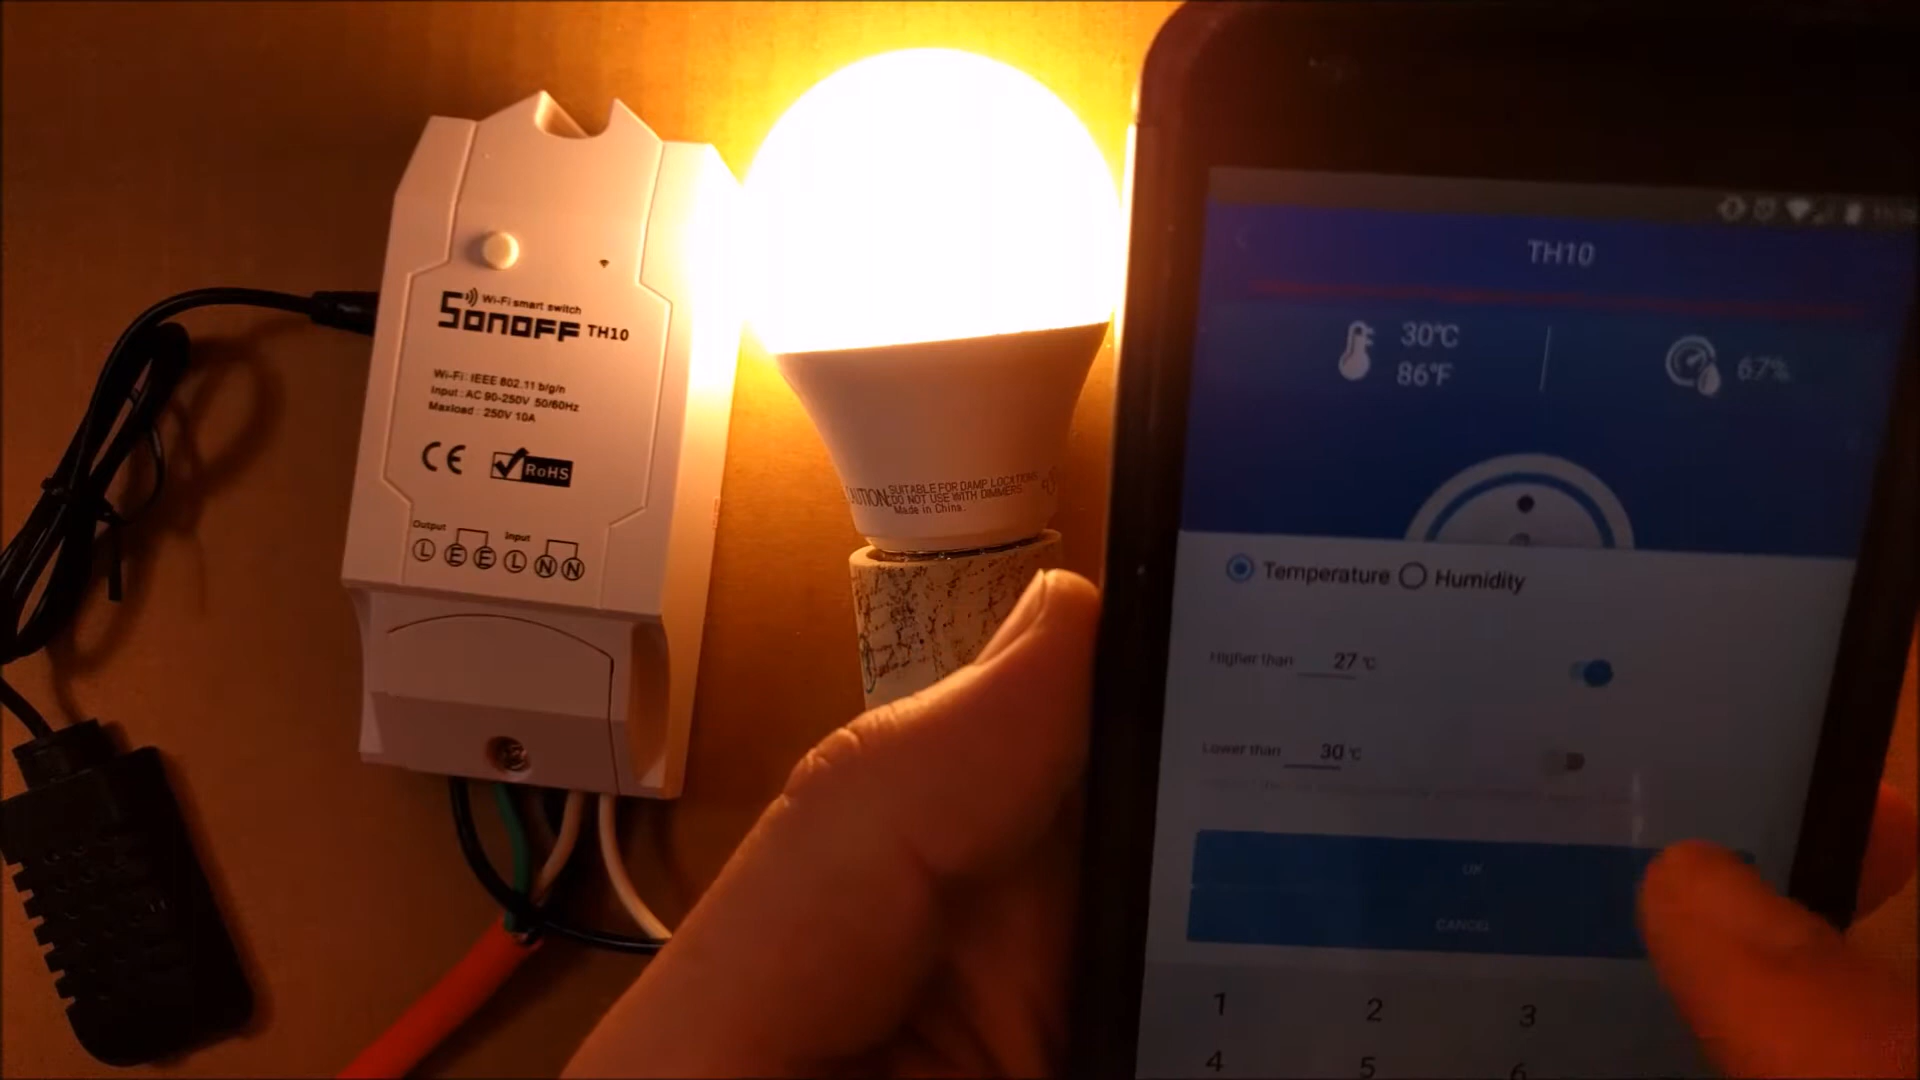 Wi-Fi smart switch
SONOFF TH10
Wi-Fi: IEEE 802.11 b/g/n
Input: AC 90-250V 50/60Hz
Maxload: 250V 10A
CE RoHS
Output Input
L E E L N N
CAUTION: SUITABLE FOR DAMP LOCATIONS.
DO NOT USE WITH DIMMERS
Made in China.
TH10
30℃
86℉
67%
Temperature Humidity
Higher than 27 ℃
Lower than 30 ℃
OK
CANCEL
1 2 3
4 5 6